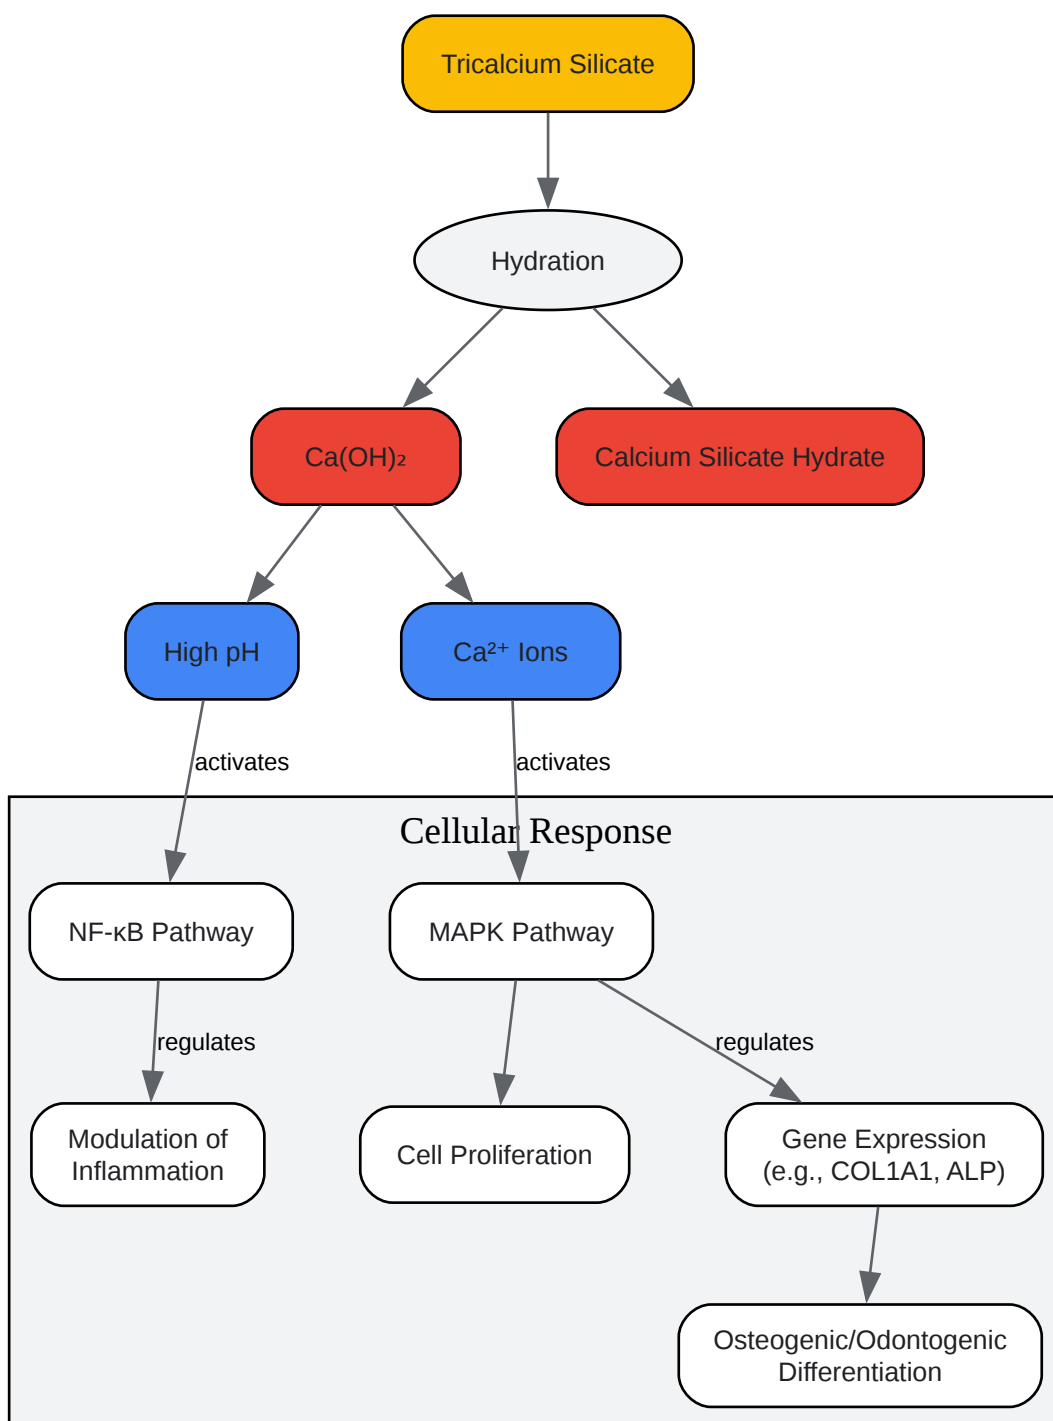 Tricalcium Silicate
Hydration
Ca(OH)₂
Calcium Silicate Hydrate
High pH
Ca²⁺ Ions
activates
activates
Cellular Response
NF-κB Pathway
MAPK Pathway
regulates
regulates
Modulation of
Inflammation
Cell Proliferation
Gene Expression
(e.g., COL1A1, ALP)
Osteogenic/Odontogenic
Differentiation